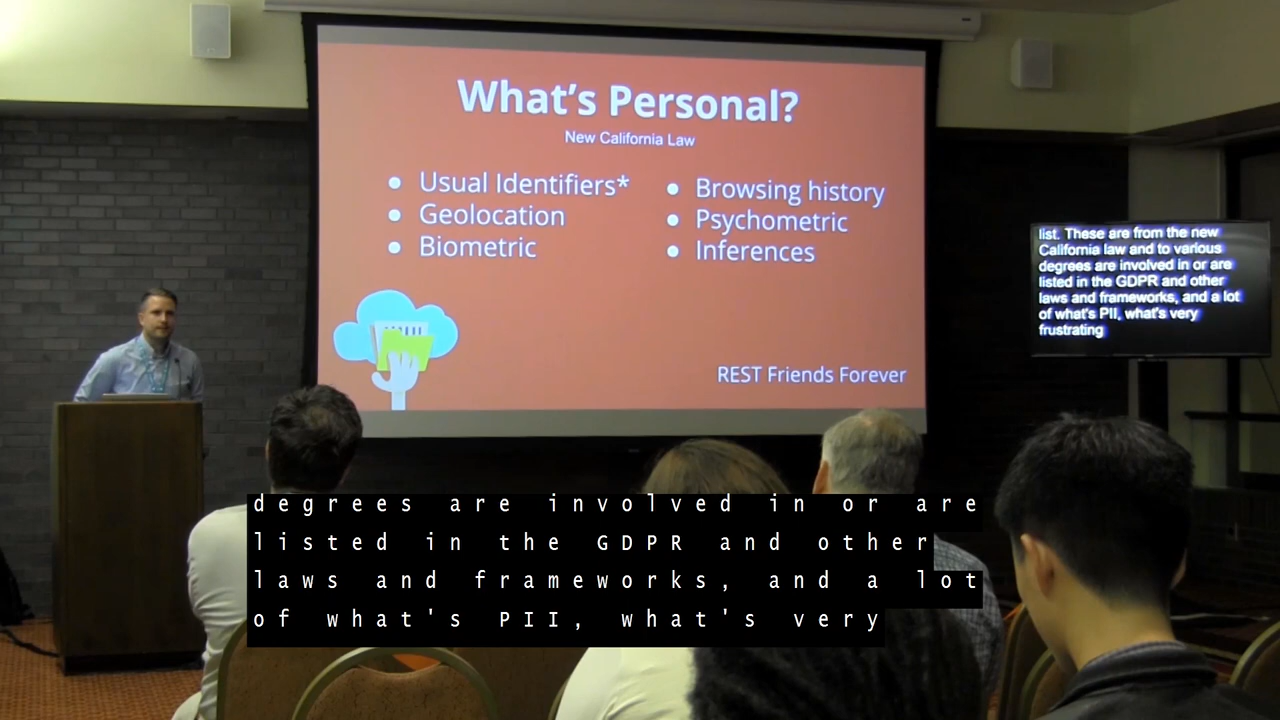 What's Personal?
New California Law
• Usual Identifiers*
• Geolocation
• Biometric
• Browsing history
• Psychometric
• Inferences
REST Friends Forever
list. These are from the new
California law and to various
degrees are involved in or are
listed in the GDPR and other
laws and frameworks, and a lot
of what's PII, what's very
frustrating
degrees are involved in or are
listed in the GDPR and other
laws and frameworks, and a lot
of what's PII, what's very